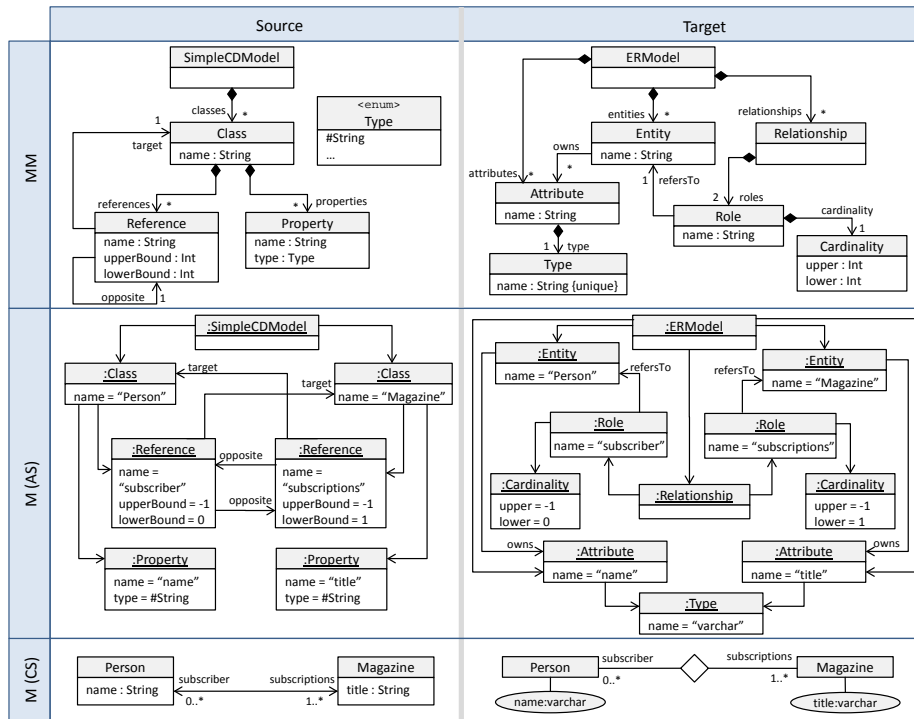 Source
Target
MM
SimpleCDModel
classes
*
<enum>
Type
#String
...
1
target
Class
name : String
references
*
*
properties
Reference
name : String
upperBound : Int
lowerBound : Int
opposite
1
Property
name : String
type : Type
ERModel
entities
*
relationships
*
Entity
name : String
Relationship
owns
*
attributes
*
1
refersTo
Attribute
name : String
2
roles
Role
name : String
cardinality
1
1
type
Type
name : String {unique}
Cardinality
upper : Int
lower : Int
M (AS)
:SimpleCDModel
:Class
name = “Person”
target
target
:Class
name = “Magazine”
:Reference
name =
“subscriber”
upperBound = -1
lowerBound = 0
opposite
opposite
:Reference
name =
“subscriptions”
upperBound = -1
lowerBound = 1
:Property
name = “name”
type = #String
:Property
name = “title”
type = #String
:ERModel
:Entity
name = “Person”
refersTo
refersTo
:Entity
name = “Magazine”
:Role
name = “subscriber”
:Role
name = “subscriptions”
:Cardinality
upper = -1
lower = 0
:Relationship
:Cardinality
upper = -1
lower = 1
owns
owns
:Attribute
name = “name”
:Attribute
name = “title”
:Type
name = “varchar”
M (CS)
Person
name : String
subscriber
0..*
subscriptions
1..*
Magazine
title : String
Person
name:varchar
subscriber
0..*
subscriptions
1..*
Magazine
title:varchar